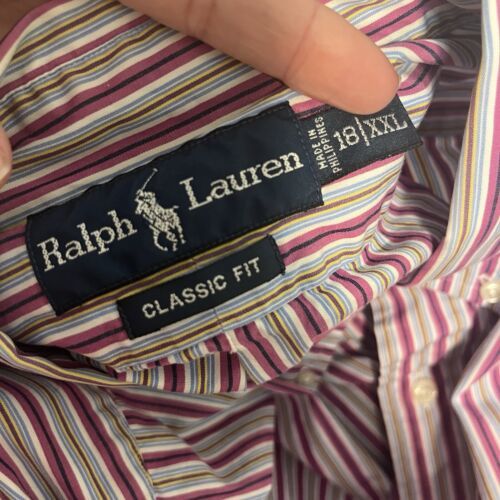 Ralph Lauren
MADE IN
PHILIPPINES
18|XXL
CLASSIC FIT